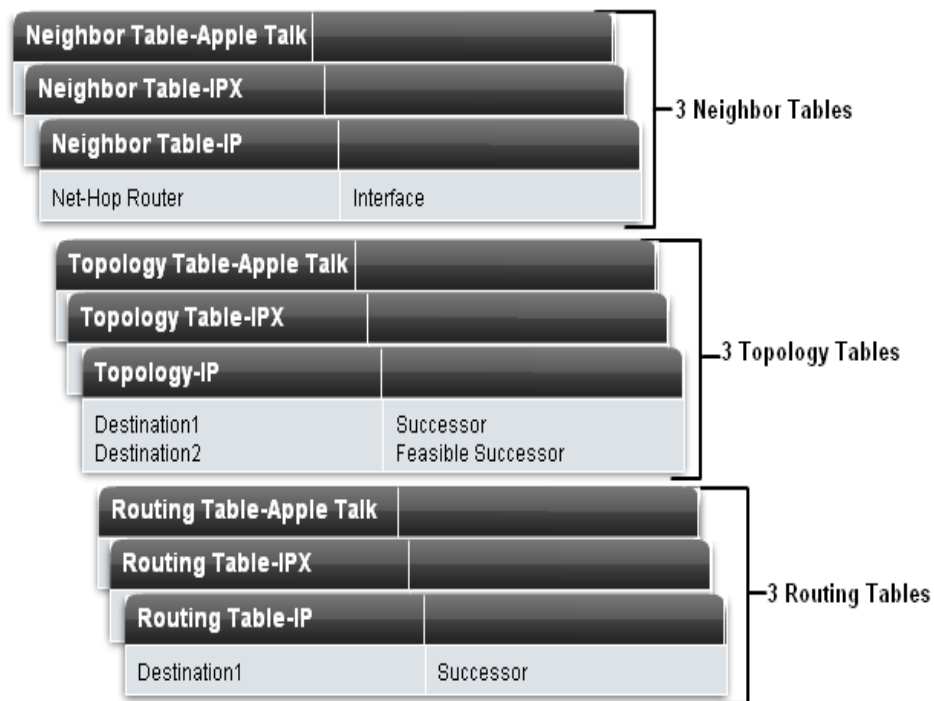 Neighbor Table-Apple Talk
Neighbor Table-IPX
Neighbor Table-IP
Net-Hop Router Interface
3 Neighbor Tables
Topology Table-Apple Talk
Topology Table-IPX
Topology-IP
Destination1 Successor
Destination2 Feasible Successor
3 Topology Tables
Routing Table-Apple Talk
Routing Table-IPX
Routing Table-IP
Destination1 Successor
3 Routing Tables